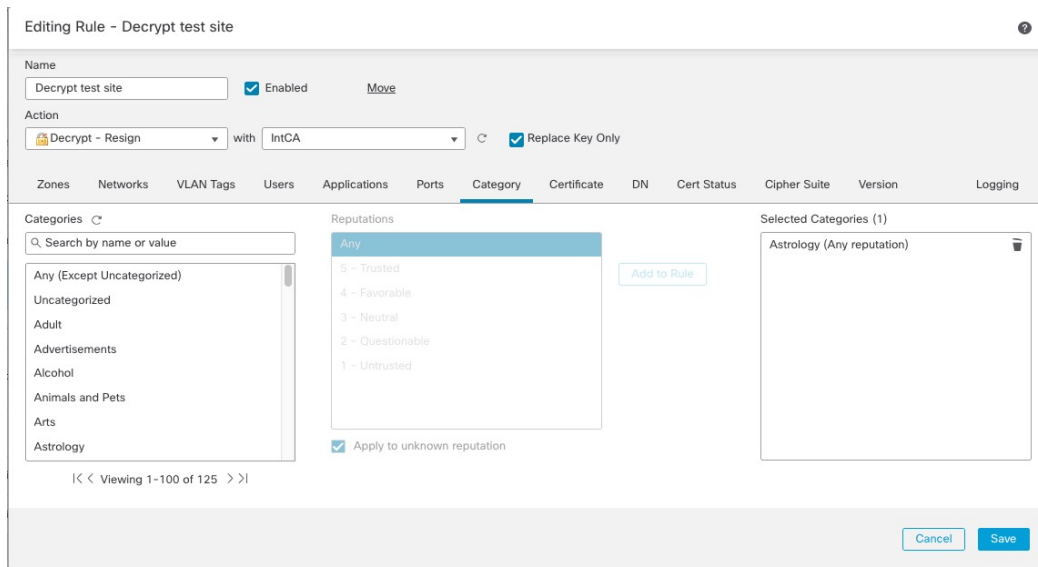 Editing Rule - Decrypt test site
Name
Decrypt test site
Enabled
Move
Action
Decrypt - Resign
with
IntCA
Replace Key Only
Zones Networks VLAN Tags Users Applications Ports Category Certificate DN Cert Status Cipher Suite Version Logging
Categories
Search by name or value
Any (Except Uncategorized)
Uncategorized
Adult
Advertisements
Alcohol
Animals and Pets
Arts
Astrology
Viewing 1-100 of 125
Reputations
Any
5 - Trusted
4 - Favorable
3 - Neutral
2 - Questionable
1 - Untrusted
Apply to unknown reputation
Add to Rule
Selected Categories (1)
Astrology (Any reputation)
Cancel
Save